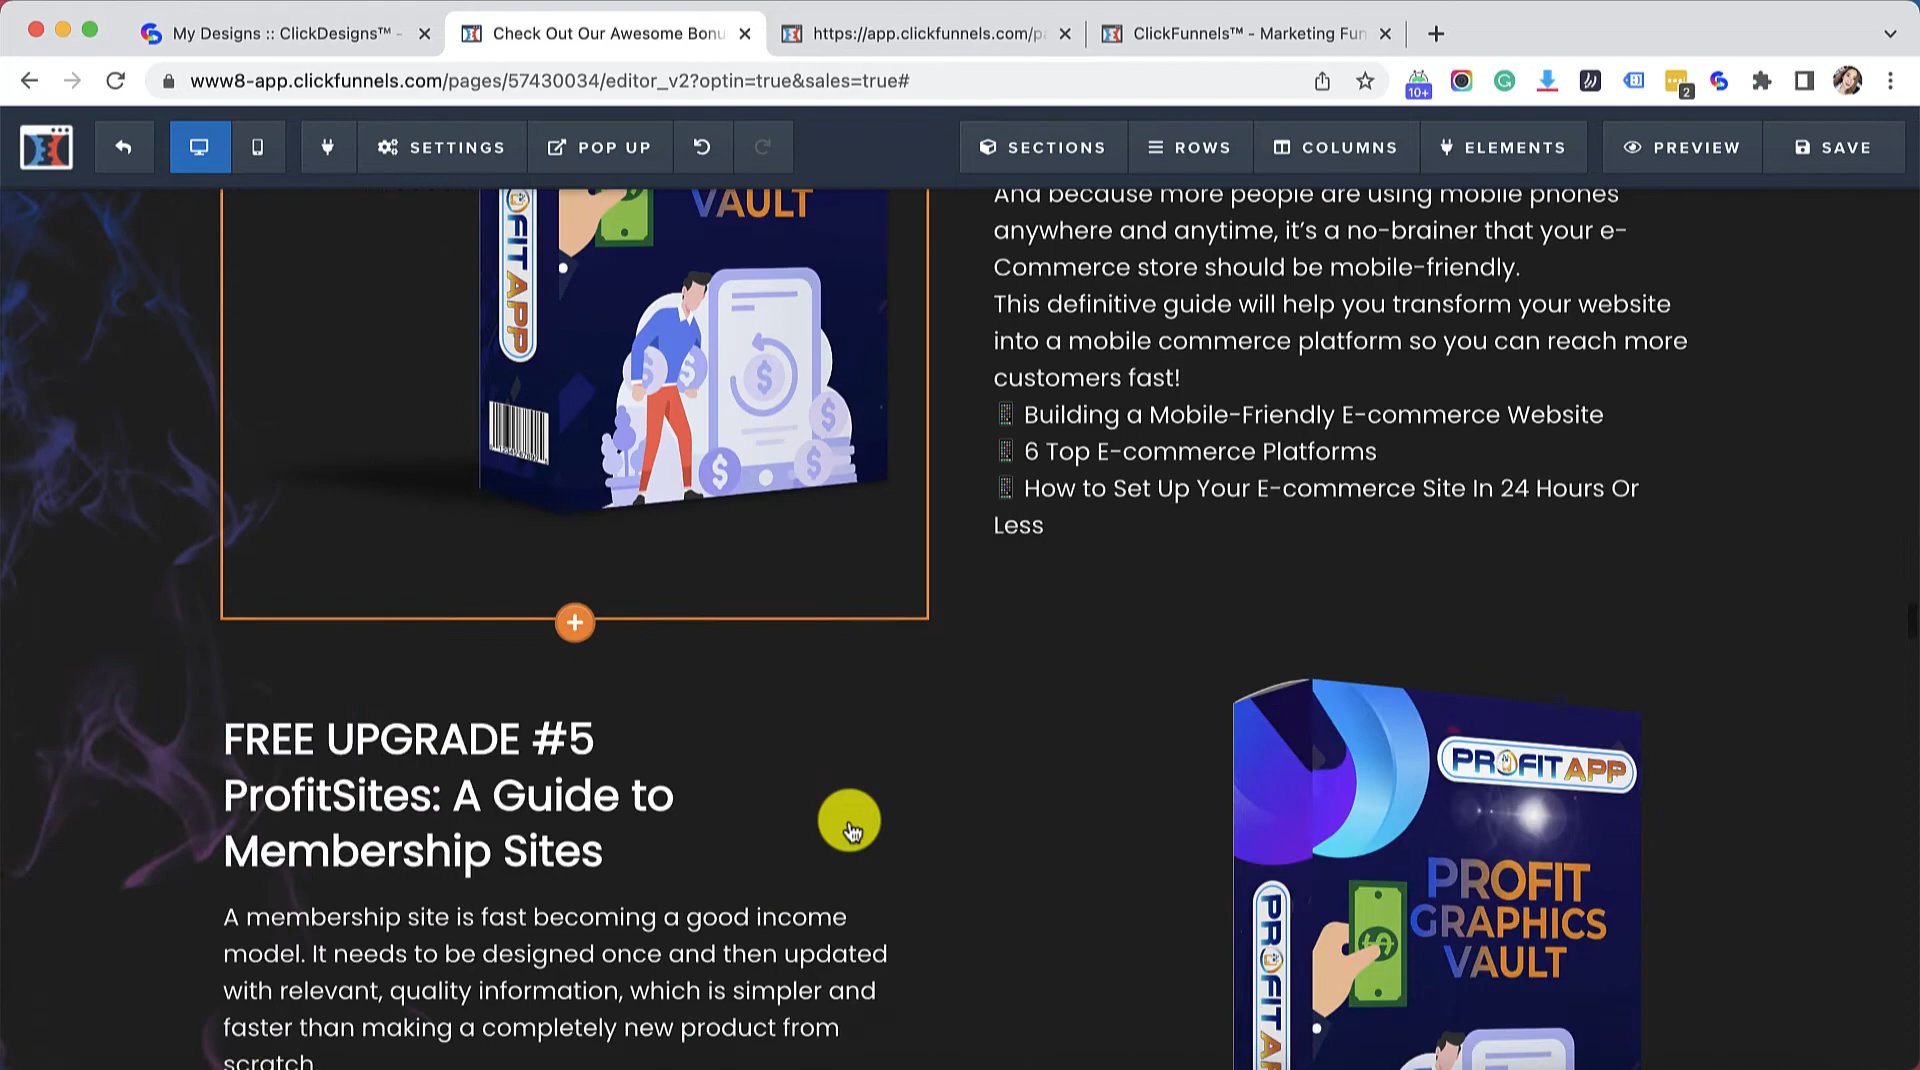 My Designs :: ClickDesigns™ -
Check Out Our Awesome Bonu
https://app.clickfunnels.com/p
ClickFunnels™ - Marketing Fun
www8-app.clickfunnels.com/pages/57430034/editor_v2?optin=true&sales=true#
10+
2
SETTINGS
POP UP
SECTIONS
ROWS
COLUMNS
ELEMENTS
PREVIEW
SAVE
VAULT
OFIT APP
And because more people are using mobile phones
anywhere and anytime, it's a no-brainer that your e-
Commerce store should be mobile-friendly.
This definitive guide will help you transform your website
into a mobile commerce platform so you can reach more
customers fast!
Building a Mobile-Friendly E-commerce Website
6 Top E-commerce Platforms
How to Set Up Your E-commerce Site In 24 Hours Or
Less
FREE UPGRADE #5
ProfitSites: A Guide to
Membership Sites
A membership site is fast becoming a good income
model. It needs to be designed once and then updated
with relevant, quality information, which is simpler and
faster than making a completely new product from
scratch
PROFITAPP
PROFIT
GRAPHICS
VAULT
PROFIT A